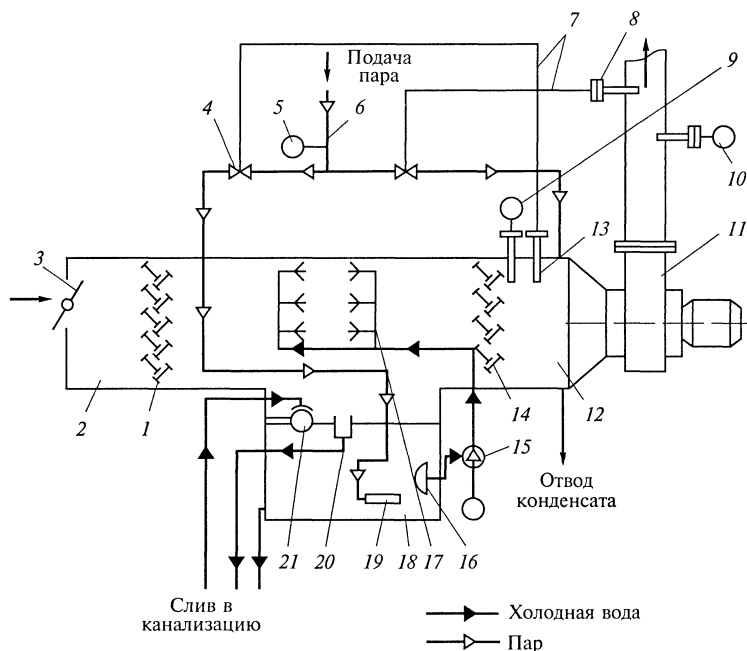 7
8
Подача
пара
9
5
6
4
10
3
13
11
2
1
14
12
15
Отвод
конденсата
21
20
19
18
17
16
Слив в
канализацию
Холодная вода
Пар